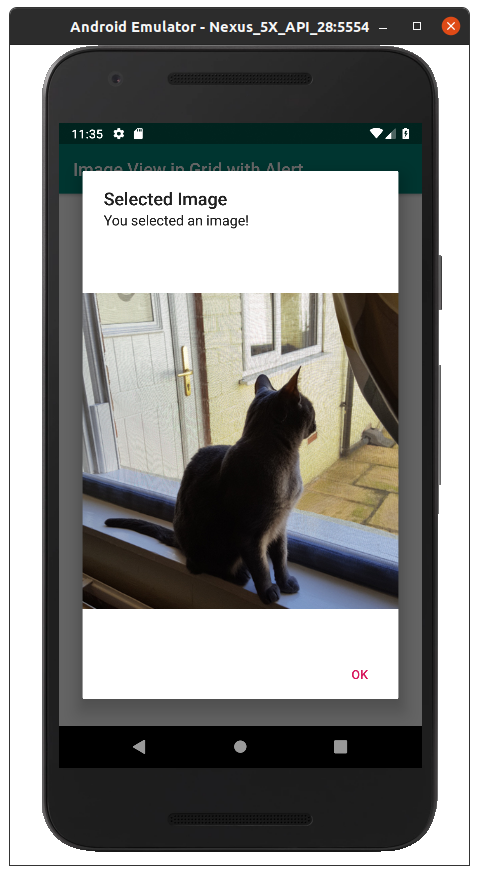 Android Emulator - Nexus_5X_API_28:5554
11:35
Image View in Grid with Alert
Selected Image
You selected an image!
OK